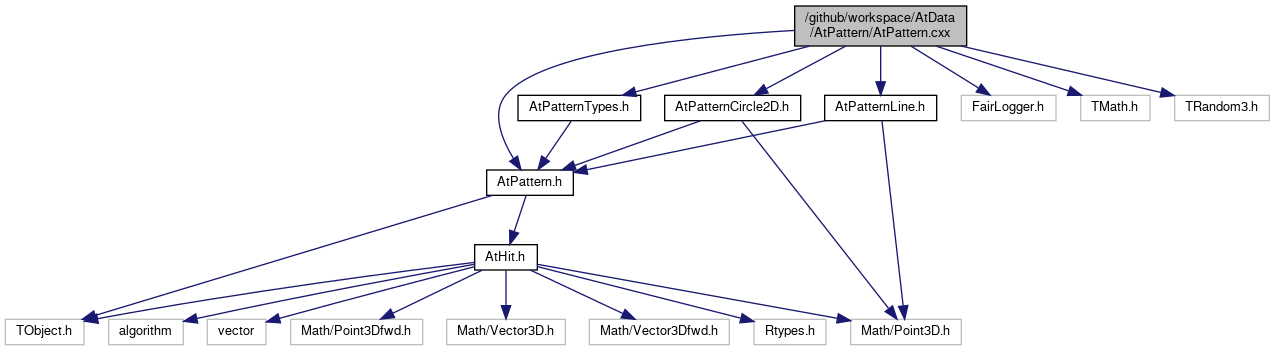 /github/workspace/AtData
/AtPattern/AtPattern.cxx
AtPatternTypes.h
AtPatternCircle2D.h
AtPatternLine.h
FairLogger.h
TMath.h
TRandom3.h
AtPattern.h
AtHit.h
TObject.h
algorithm
vector
Math/Point3Dfwd.h
Math/Vector3D.h
Math/Vector3Dfwd.h
Rtypes.h
Math/Point3D.h